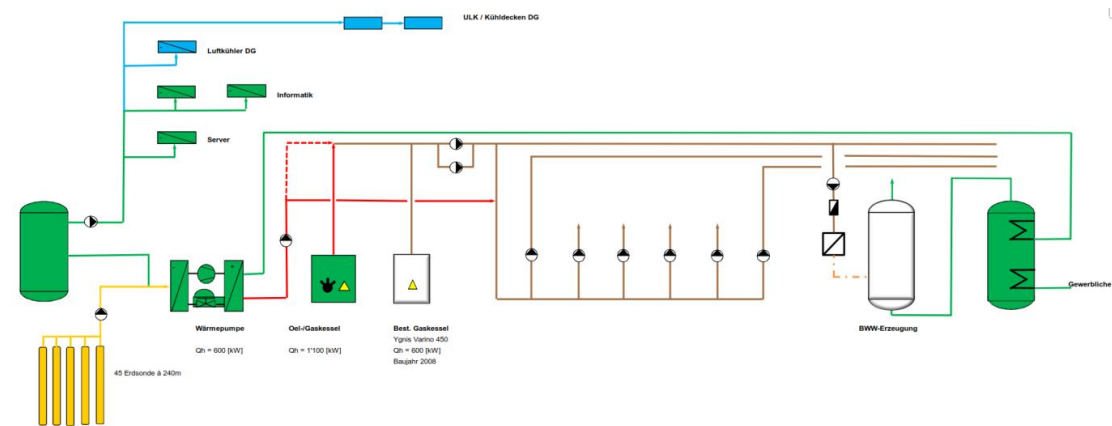 ULK / Kühldecken DG
Luftkühler DG
Informatik
Server
Gewerbliche
Wärmepumpe
Qh = 600 [kW]
Oel-/Gaskessel
Qh = 1'100 [kW]
Best. Gaskessel
Ygnis Varino 450
Qh = 600 [kW]
Baujahr 2008
BWW-Erzeugung
45 Erdsonde à 240m